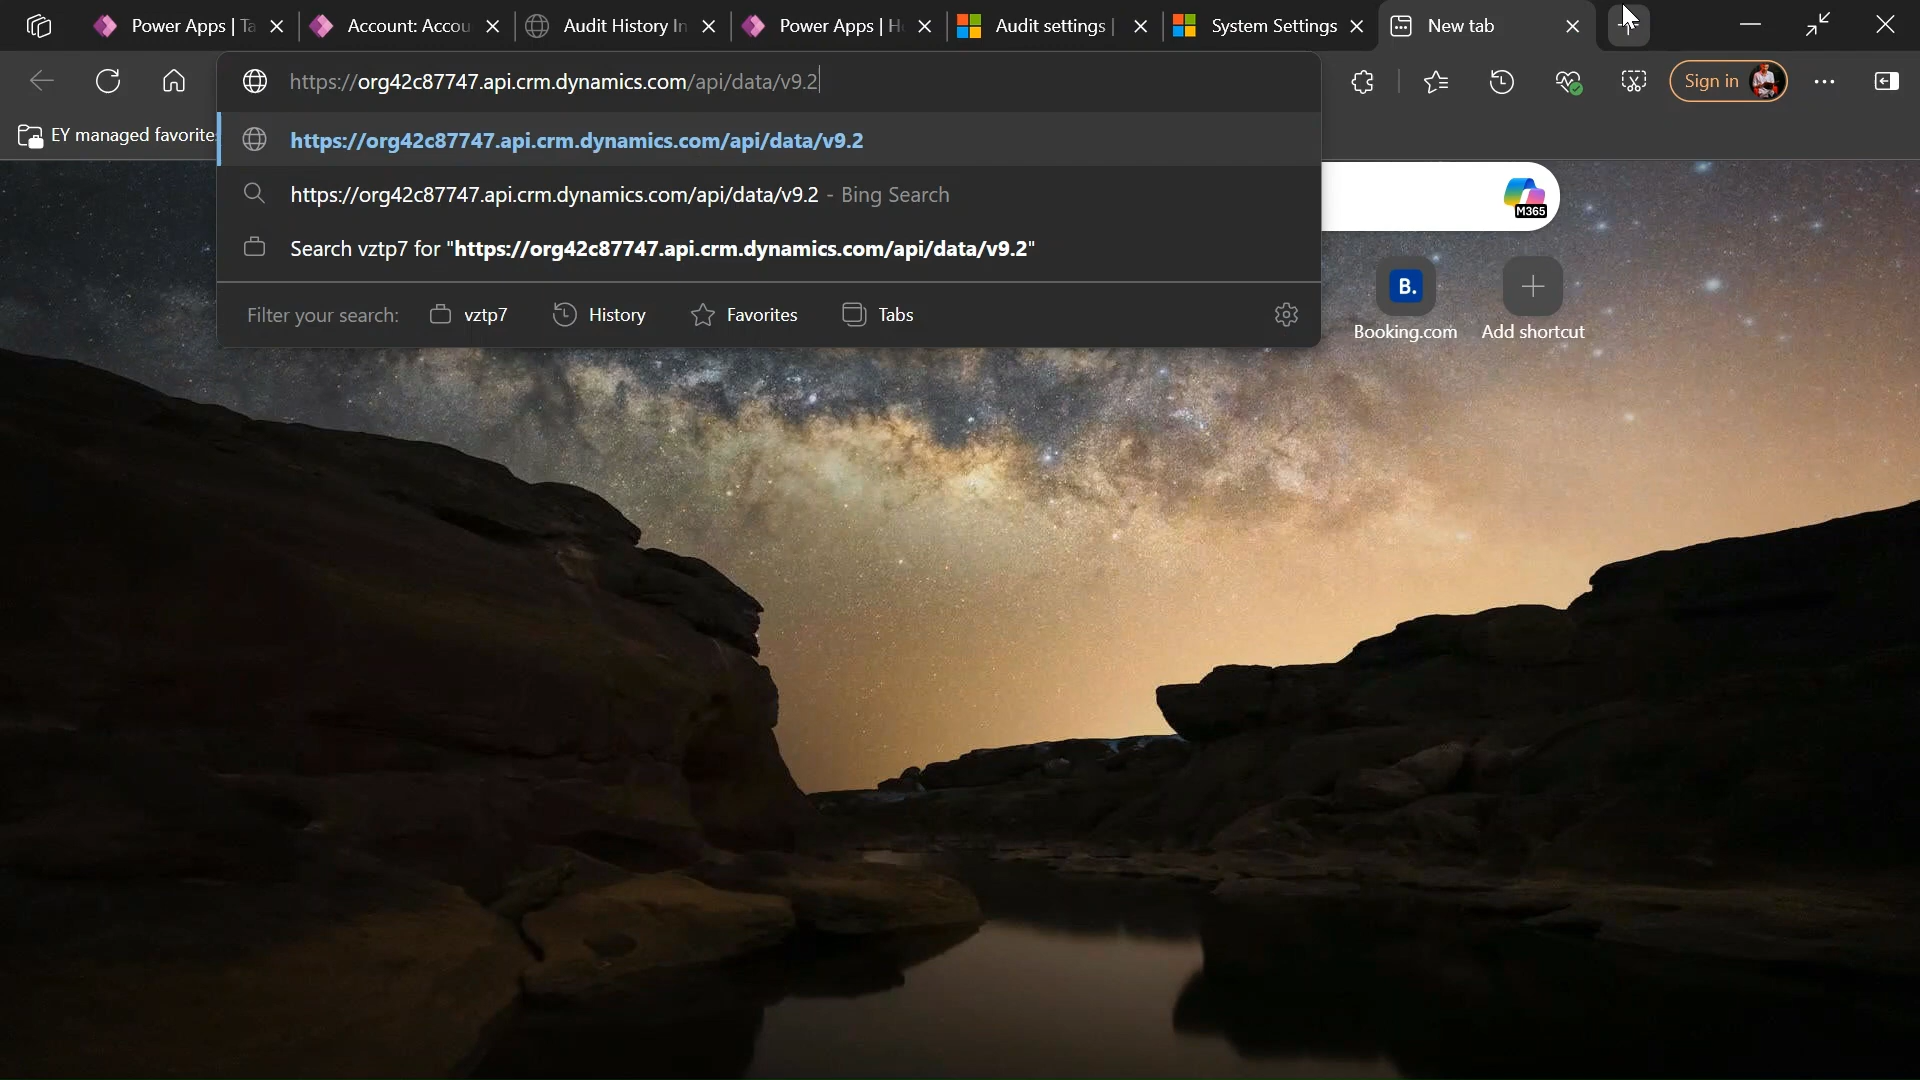 Power Apps | Ta
Account: Accou
Audit History In
Power Apps | H
Audit settings |
System Settings
New tab
https://org42c87747.api.crm.dynamics.com/api/data/v9.2
Sign in
EY managed favorite
https://org42c87747.api.crm.dynamics.com/api/data/v9.2
https://org42c87747.api.crm.dynamics.com/api/data/v9.2 - Bing Search
M365
Search vztp7 for "https://org42c87747.api.crm.dynamics.com/api/data/v9.2"
B.
Filter your search:
vztp7
History
Favorites
Tabs
Booking.com
Add shortcut